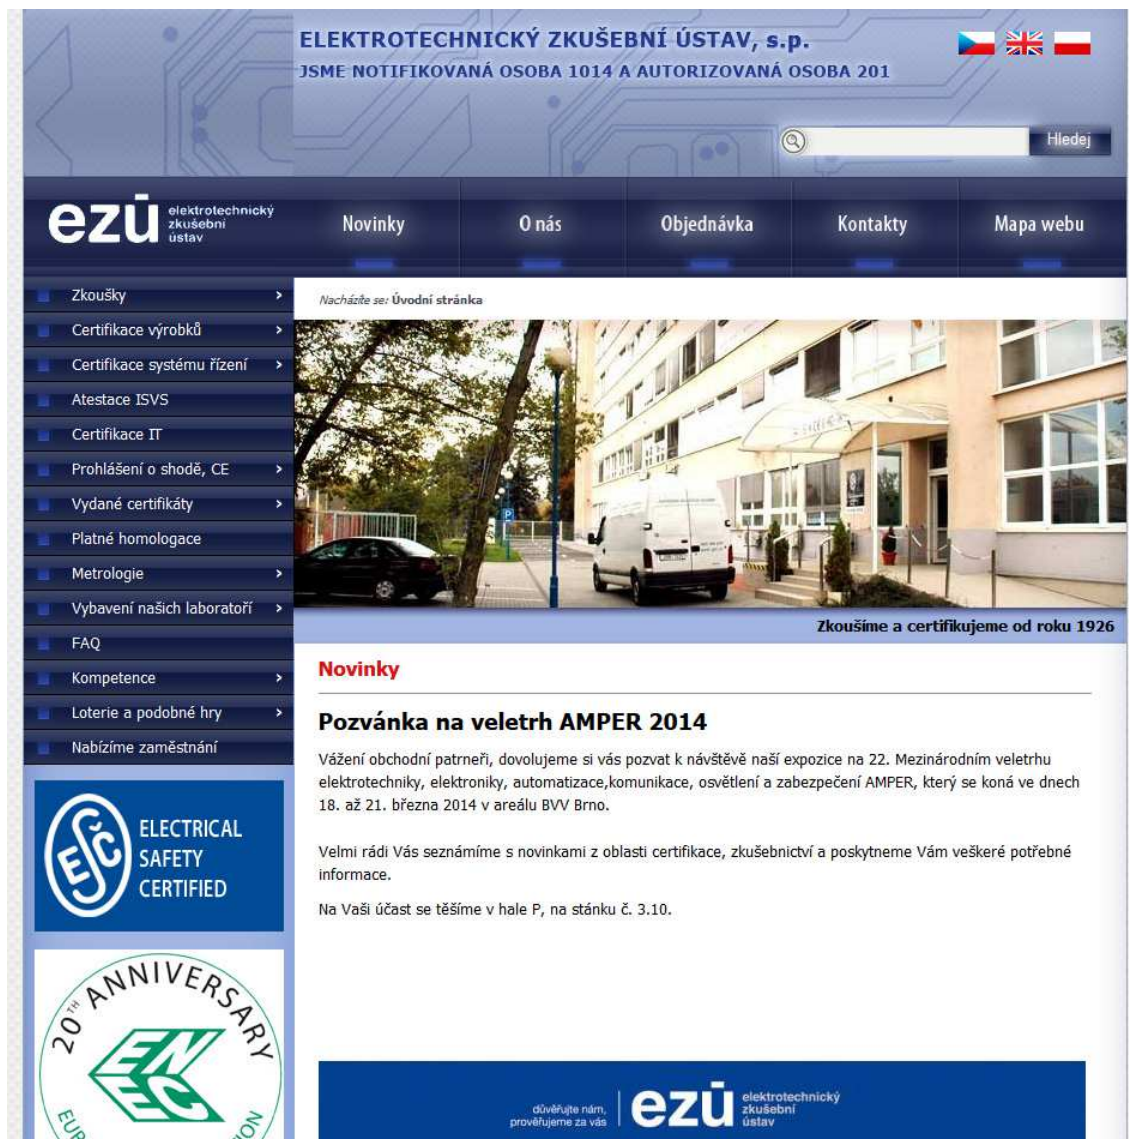 ELEKTROTECHNICKÝ ZKUŠEBNÍ ÚSTAV, s.p.
JSME NOTIFIKOVANÁ OSOBA 1014 A AUTORIZOVANÁ OSOBA 201
Hledej
ezú elektrotechnický
zkušební
ústav
Novinky
O nás
Objednávka
Kontakty
Mapa webu
Zkoušky
Certifikace výrobků
Certifikace systému řízení
Atestace ISVS
Certifikace IT
Prohlášení o shodě, CE
Vydané certifikáty
Platné homologace
Metrologie
Vybavení našich laboratoří
FAQ
Kompetence
Loterie a podobné hry
Nabízíme zaměstnání
Nacházíte se: Úvodní stránka
P
Zkoušíme a certifikujeme od roku 1926
Novinky
Pozvánka na veletrh AMPER 2014
Vážení obchodní patrneři, dovolujeme si vás pozvat k návštěvě naší expozice na 22. Mezinárodním veletrhu
elektrotechniky, elektroniky, automatizace,komunikace, osvětlení a zabezpečení AMPER, který se koná ve dnech
18. až 21. března 2014 v areálu BVV Brno.
Velmi rádi Vás seznámíme s novinkami z oblasti certifikace, zkušebnictví a poskytneme Vám veškeré potřebné
informace.
Na Vaši účast se těšíme v hale P, na stánku č. 3.10.
EŠČ
ELECTRICAL
SAFETY
CERTIFIED
20TH ANNIVERSARY
ENEC
důvěřujte nám,
prověřujeme za vás
ezú elektrotechnický
zkušební
ústav